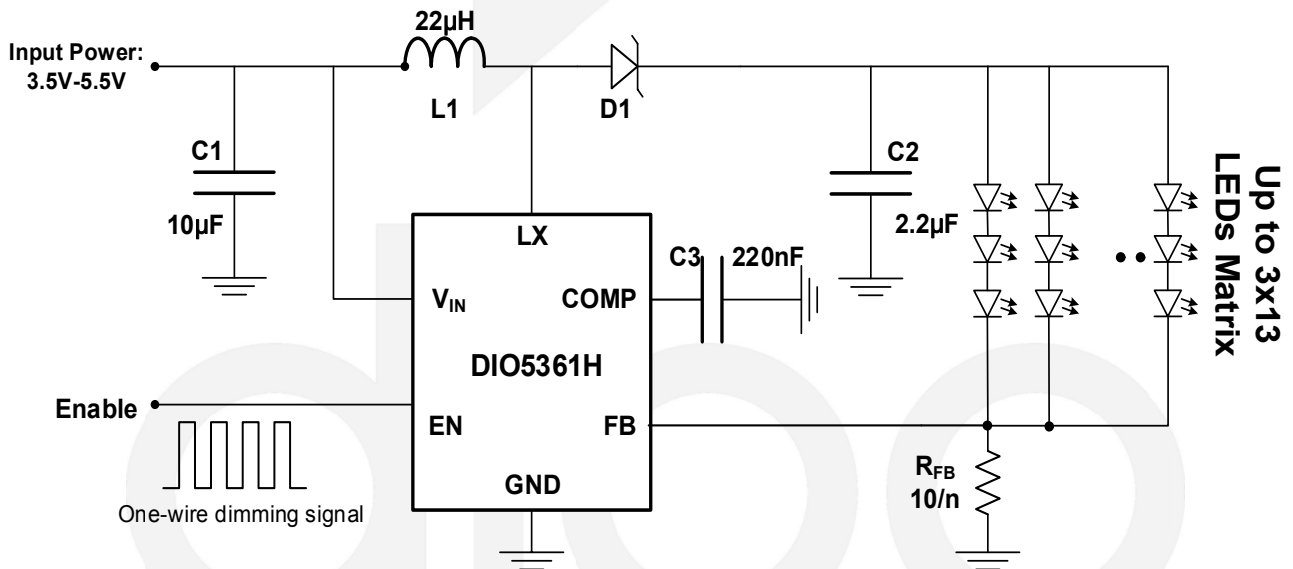 22µH
Input Power:
3.5V-5.5V
L1
D1
C1
10µF
C2
2.2µF
Up to 3x13
LEDs Matrix
LX
C3
220nF
VIN
COMP
DIO5361H
Enable
EN
FB
RFB
10/n
GND
One-wire dimming signal